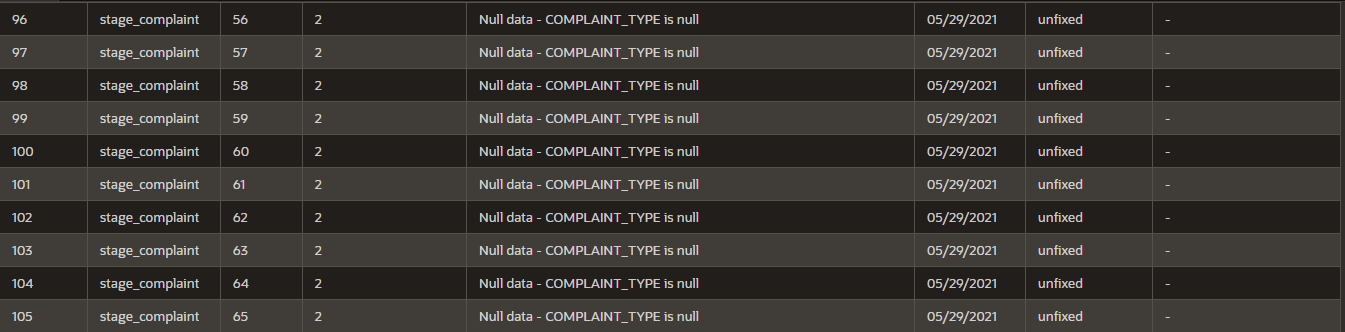 96 stage_complaint 56 2 Null data - COMPLAINT_TYPE is null 05/29/2021 unfixed -
97 stage_complaint 57 2 Null data - COMPLAINT_TYPE is null 05/29/2021 unfixed -
98 stage_complaint 58 2 Null data - COMPLAINT_TYPE is null 05/29/2021 unfixed -
99 stage_complaint 59 2 Null data - COMPLAINT_TYPE is null 05/29/2021 unfixed -
100 stage_complaint 60 2 Null data - COMPLAINT_TYPE is null 05/29/2021 unfixed -
101 stage_complaint 61 2 Null data - COMPLAINT_TYPE is null 05/29/2021 unfixed -
102 stage_complaint 62 2 Null data - COMPLAINT_TYPE is null 05/29/2021 unfixed -
103 stage_complaint 63 2 Null data - COMPLAINT_TYPE is null 05/29/2021 unfixed -
104 stage_complaint 64 2 Null data - COMPLAINT_TYPE is null 05/29/2021 unfixed -
105 stage_complaint 65 2 Null data - COMPLAINT_TYPE is null 05/29/2021 unfixed -